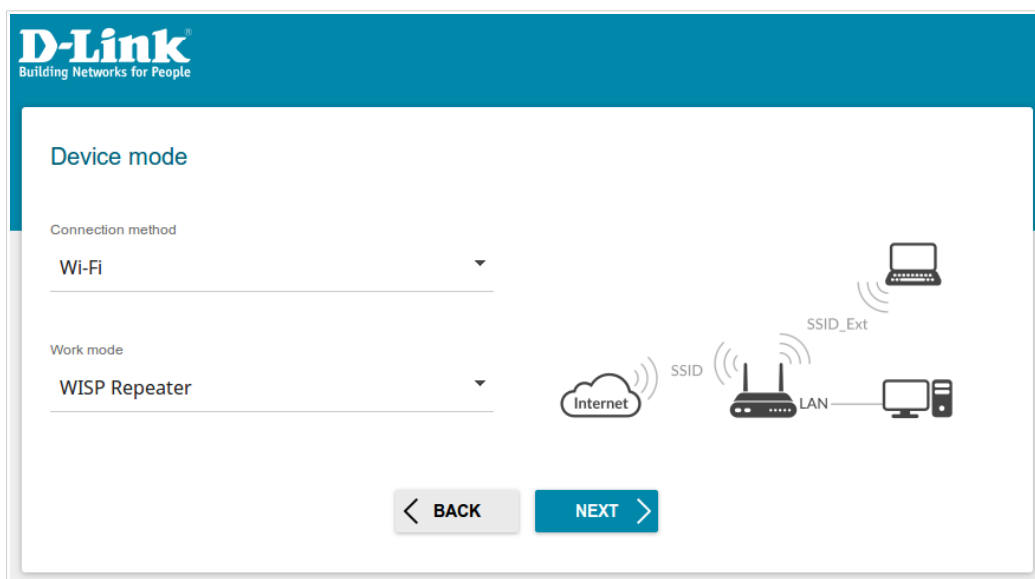 D-Link®
Building Networks for People
Device mode
Connection method
Wi-Fi
Work mode
WISP Repeater
SSID_Ext
SSID
Internet
LAN
BACK
NEXT